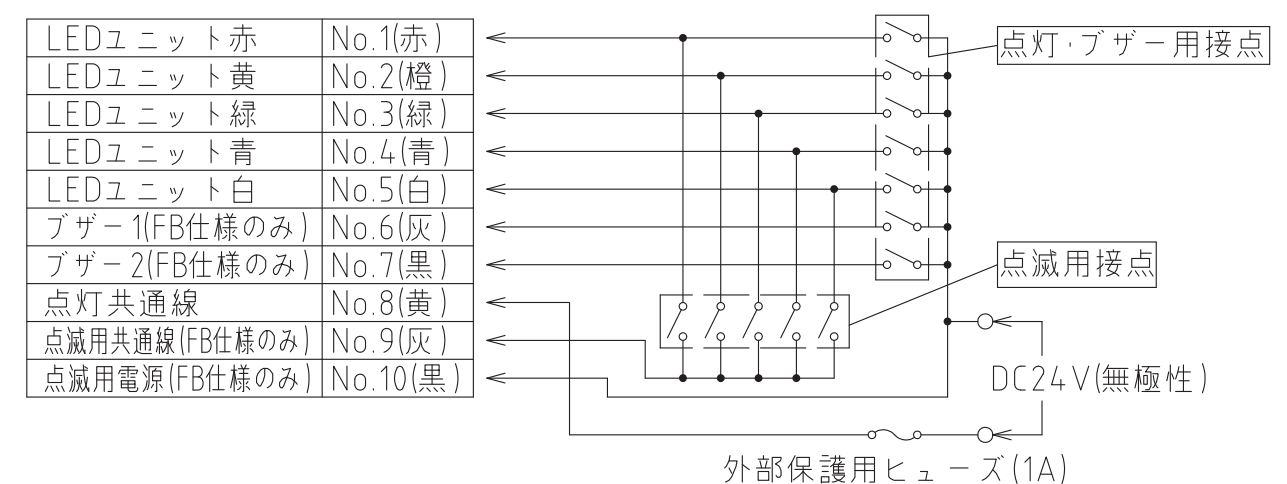 LEDユニット赤 No.1(赤)
LEDユニット黄 No.2(橙)
LEDユニット緑 No.3(緑)
LEDユニット青 No.4(青)
LEDユニット白 No.5(白)
ブザー1(FB仕様のみ) No.6(灰)
ブザー2(FB仕様のみ) No.7(黒)
点灯共通線 No.8(黄)
点滅用共通線(FB仕様のみ) No.9(灰)
点滅用電源(FB仕様のみ) No.10(黒)
点灯・ブザー用接点
点滅用接点
DC24V(無極性)
外部保護用ヒューズ(1A)